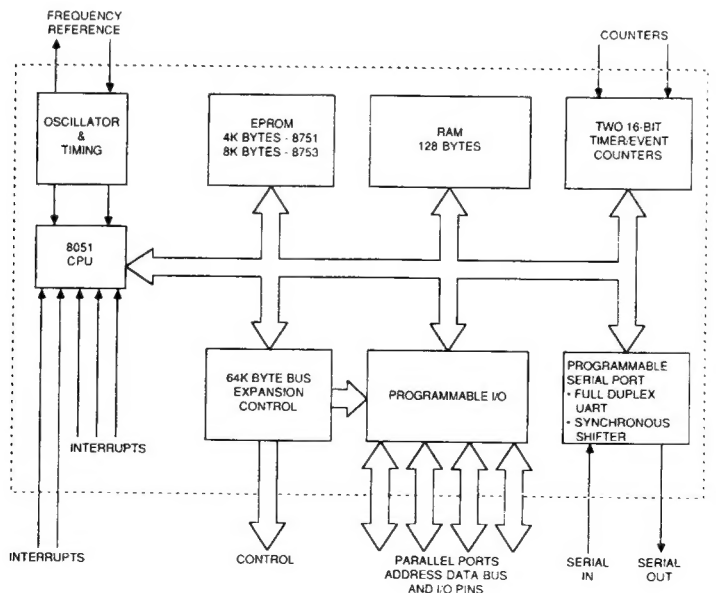 FREQUENCY
REFERENCE
COUNTERS
OSCILLATOR
&
TIMING
EPROM
4K BYTES - 8751
8K BYTES - 8753
RAM
128 BYTES
TWO 16-BIT
TIMER/EVENT
COUNTERS
8051
CPU
64K BYTE BUS
EXPANSION
CONTROL
PROGRAMMABLE I/O
PROGRAMMABLE
SERIAL PORT
• FULL DUPLEX
UART
• SYNCHRONOUS
SHIFTER
INTERRUPTS
INTERRUPTS
CONTROL
PARALLEL PORTS
ADDRESS DATA BUS
AND I/O PINS
SERIAL
IN
SERIAL
OUT